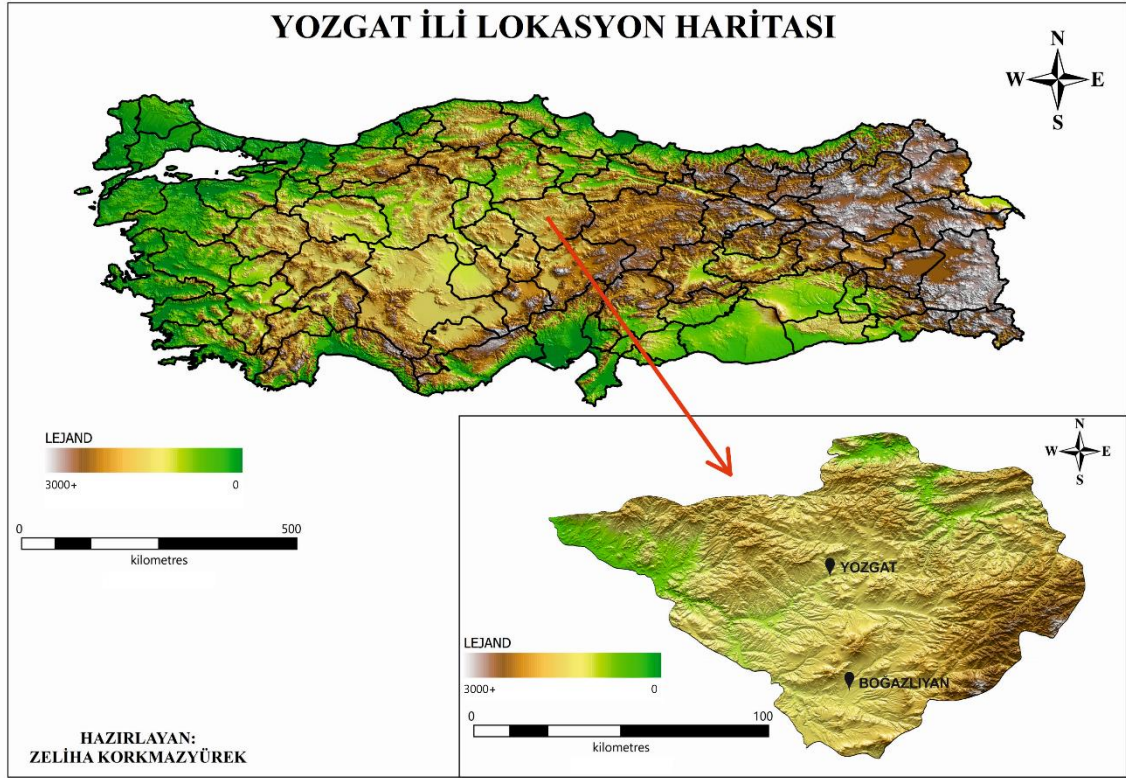 YOZGAT İLİ LOKASYON HARİTASI
N
W E
S
LEJAND
3000+ 0
0 500
kilometres
HAZIRLAYAN:
ZELİHA KORKMAZYÜREK
N
W E
S
YOZGAT
BOĞAZLIYAN
LEJAND
3000+ 0
0 100
kilometres